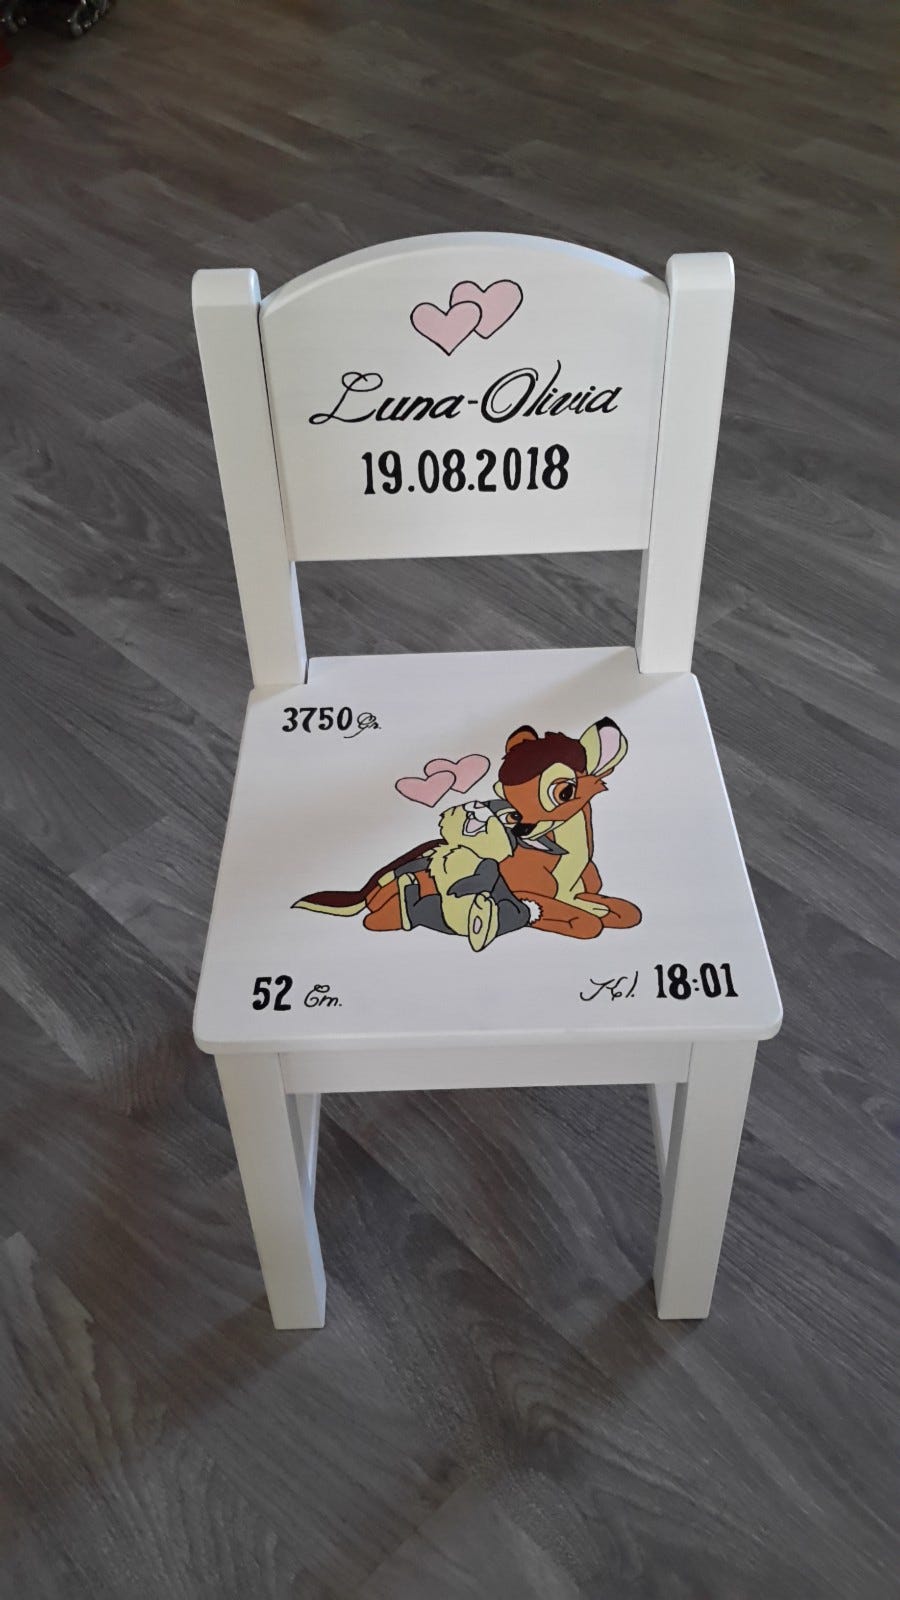 Luna-Olivia
19.08.2018
3750 Gr.
52 Cm.
Kl. 18:01